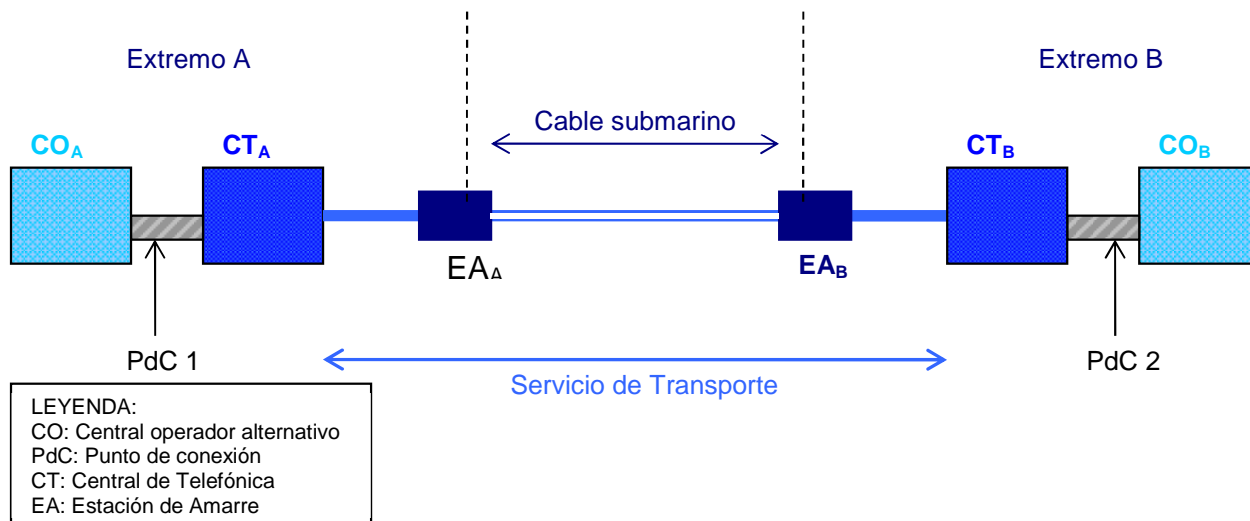 Extremo A
Extremo B
Cable submarino
COA
CTA
CTB
COB
EAA
EAB
PdC 1
PdC 2
Servicio de Transporte
LEYENDA:
CO: Central operador alternativo
PdC: Punto de conexión
CT: Central de Telefónica
EA: Estación de Amarre